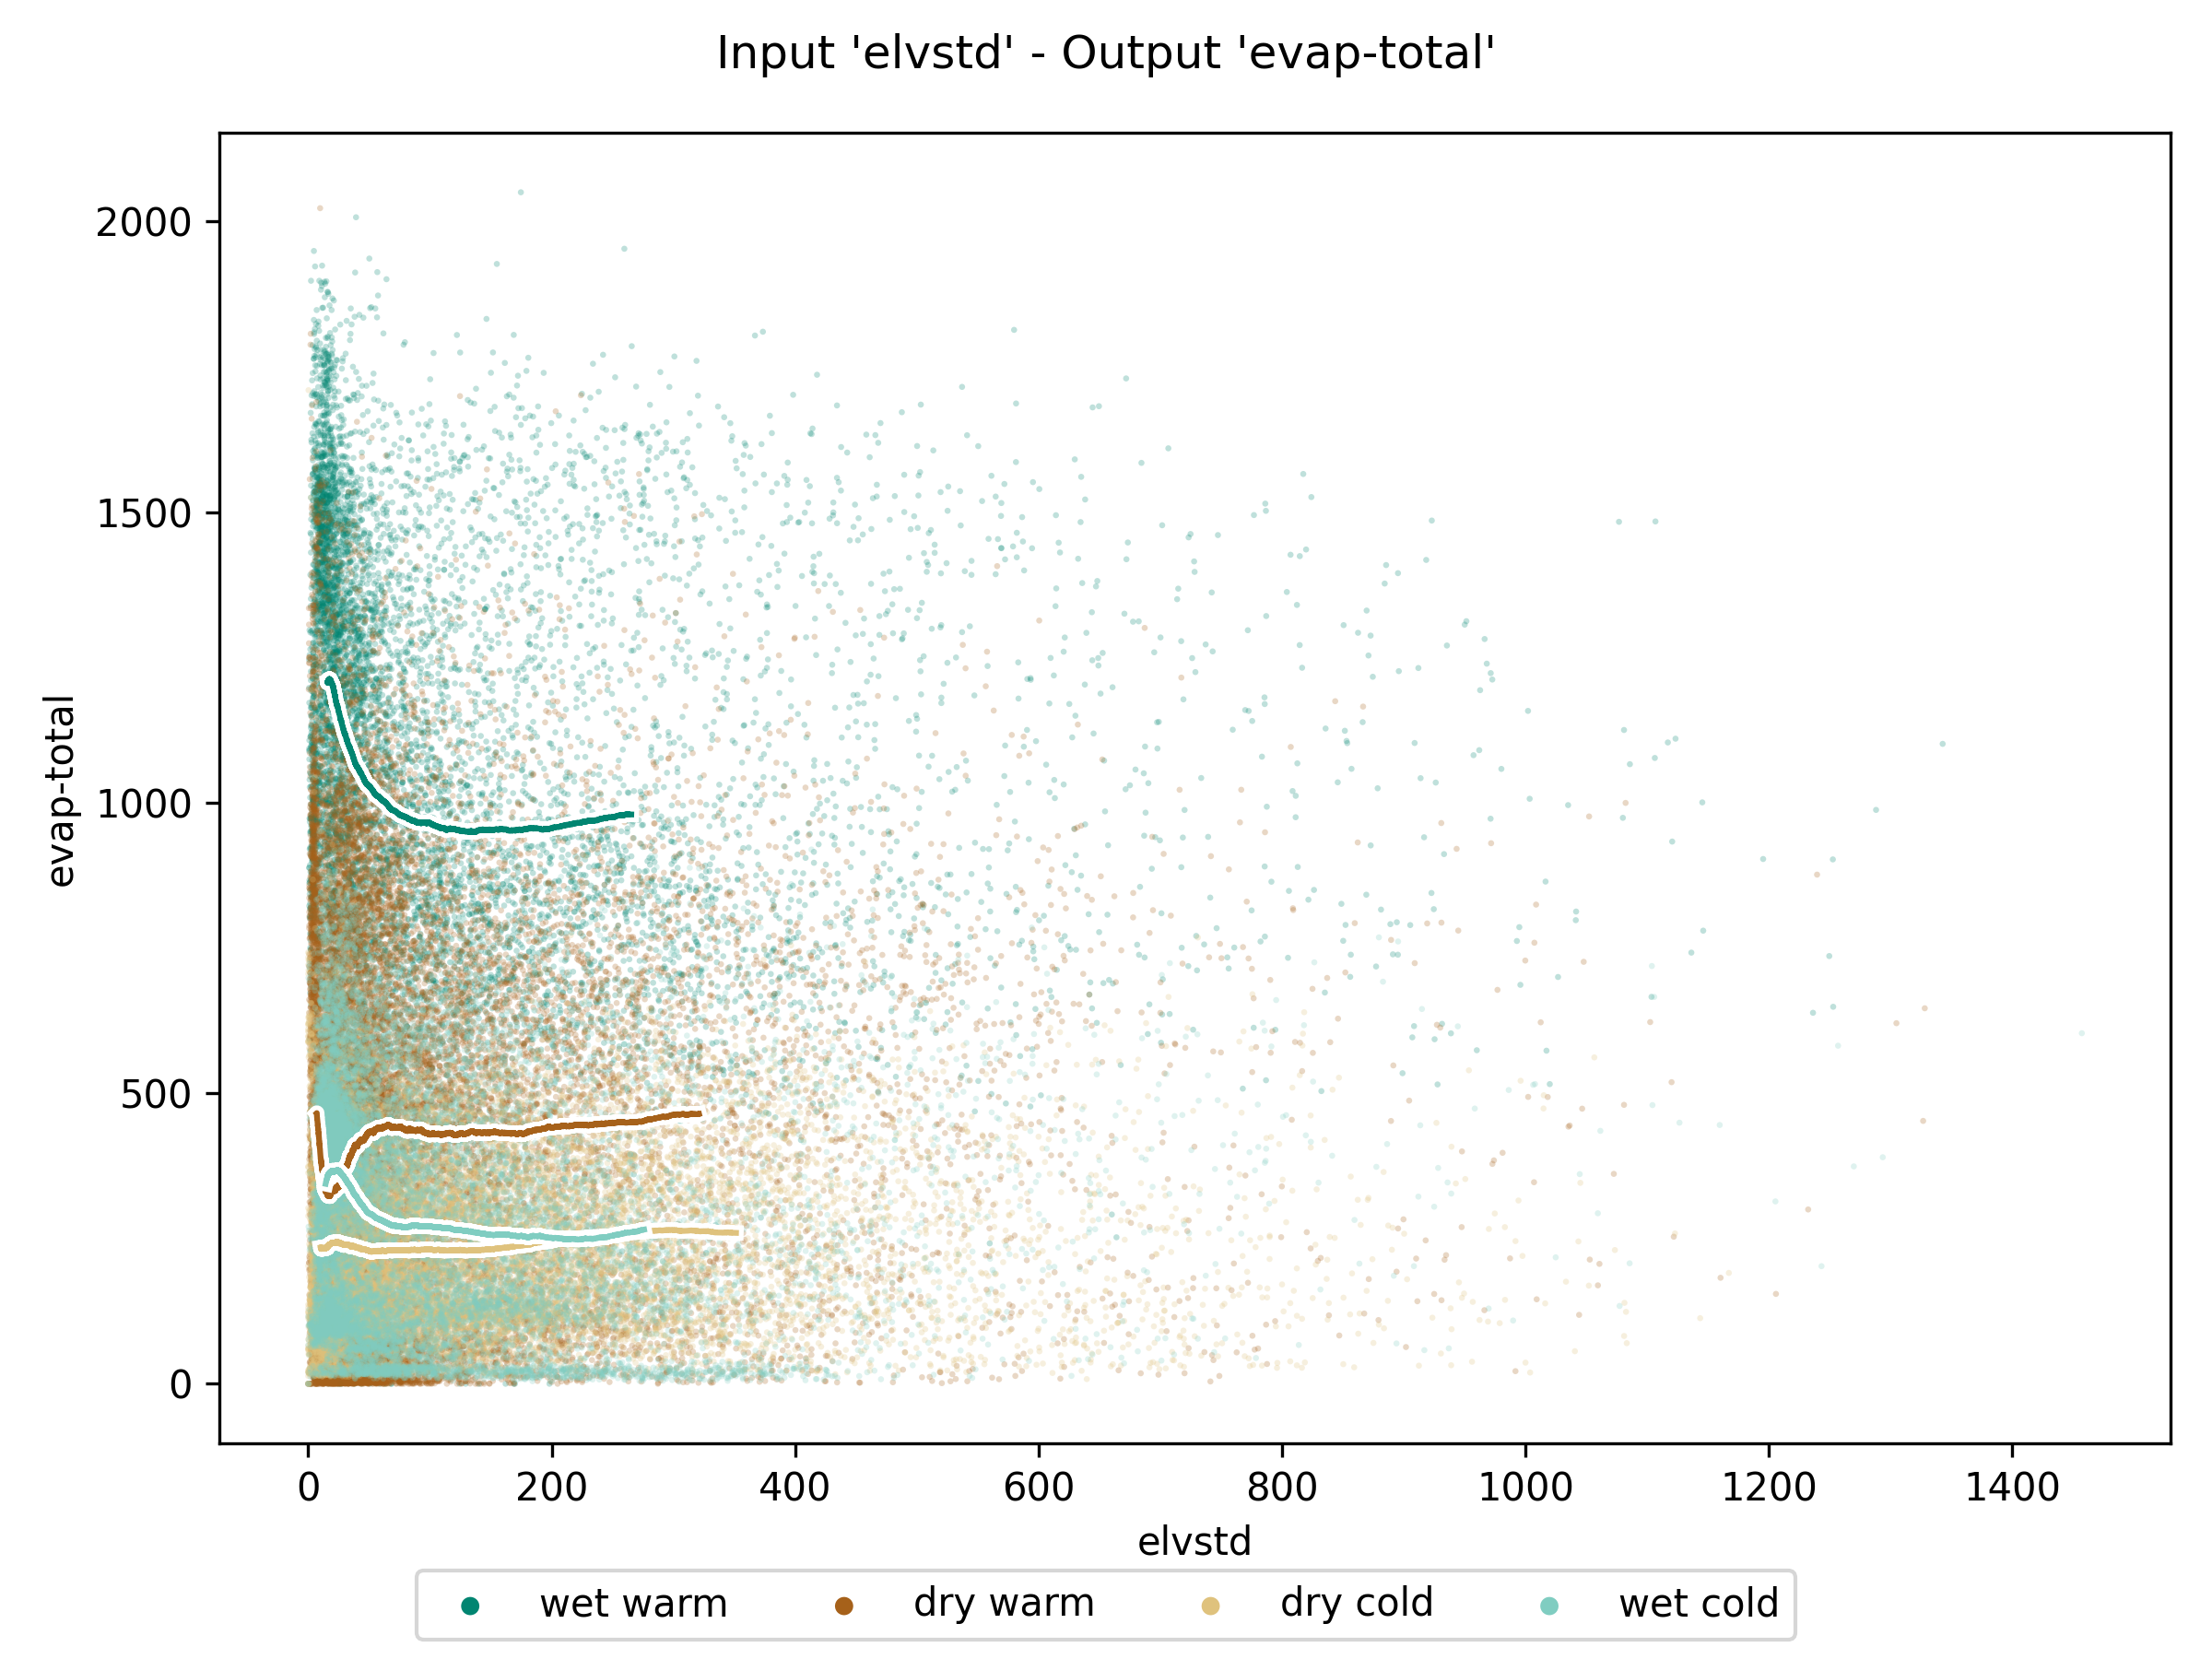 Input 'elvstd' - Output 'evap-total'
2000
1500
1000
500
0
evap-total
0 200 400 600 800 1000 1200 1400
elvstd
wet warm dry warm dry cold wet cold